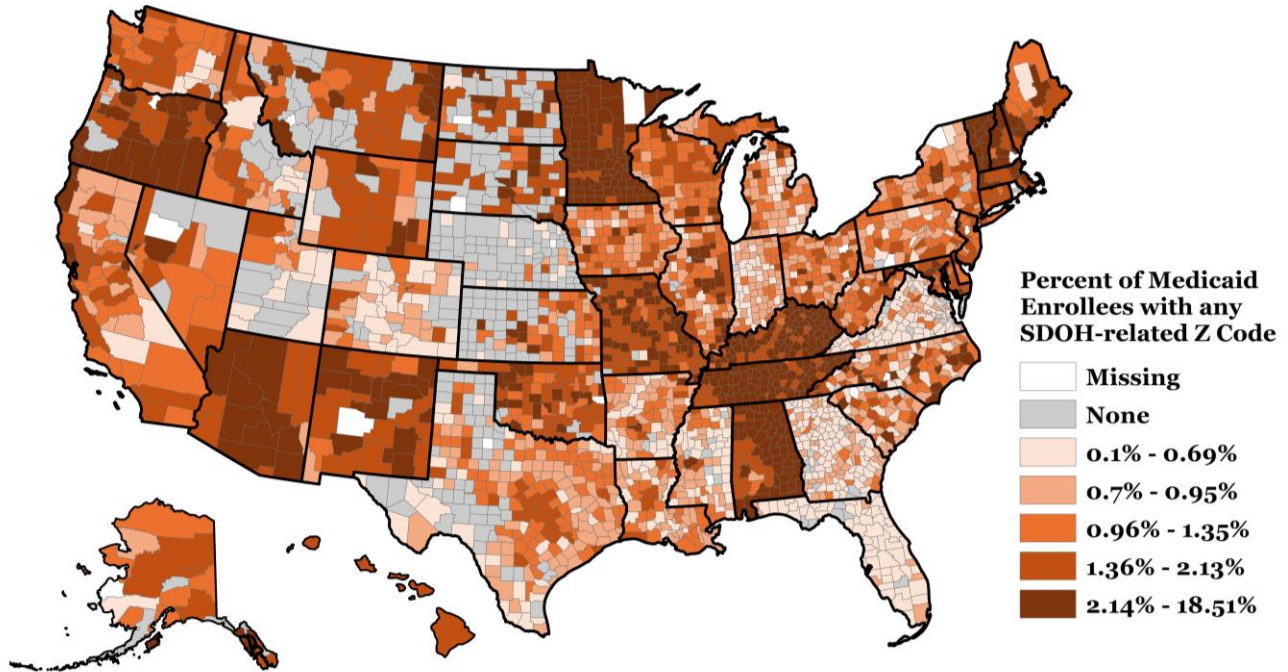 Percent of Medicaid
Enrollees with any
SDOH-related Z Code
Missing
None
0.1% - 0.69%
0.7% - 0.95%
0.96% - 1.35%
1.36% - 2.13%
2.14% - 18.51%